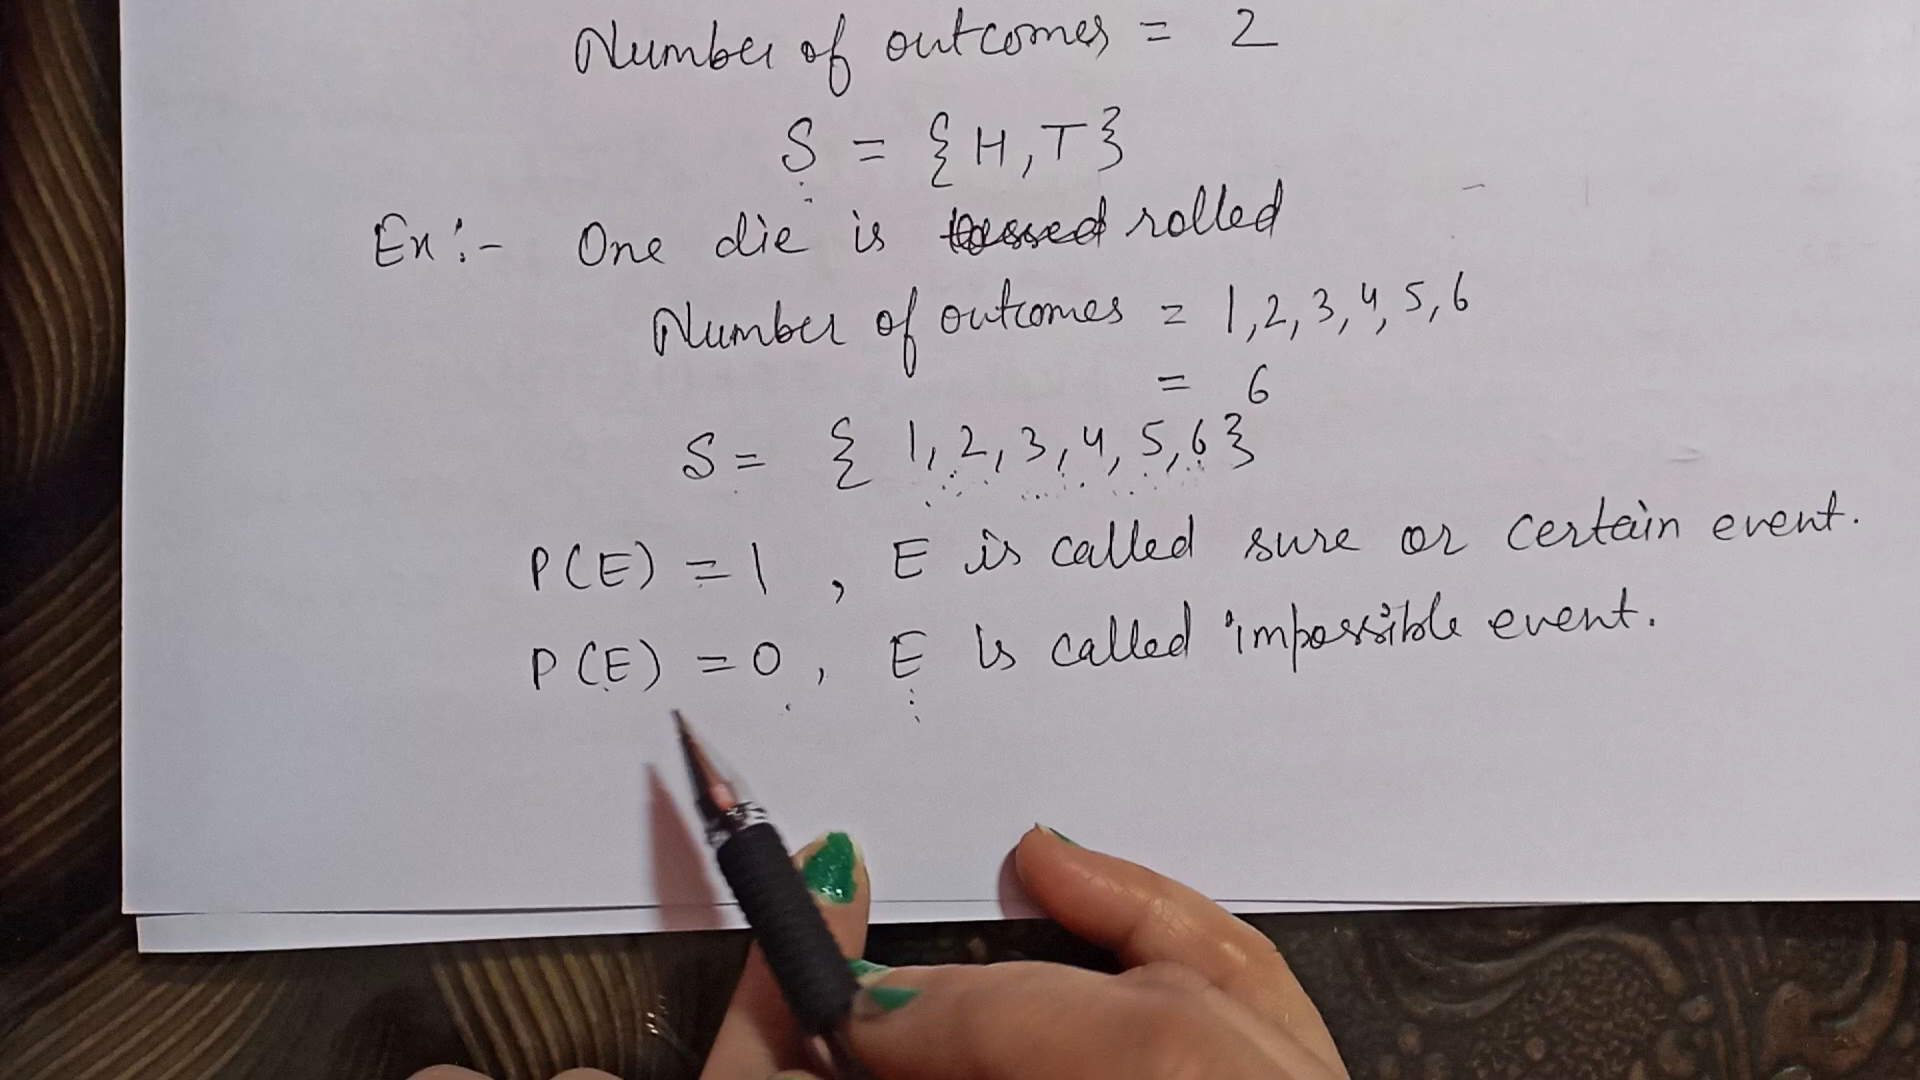 Number of outcomes = 2
S = {H, T}
Ex:- One die is tossed rolled
Number of outcomes = 1, 2, 3, 4, 5, 6
= 6
S = { 1, 2, 3, 4, 5, 6 }
P(E) = 1 , E is called sure or certain event.
P(E) = 0 , E is called impossible event.